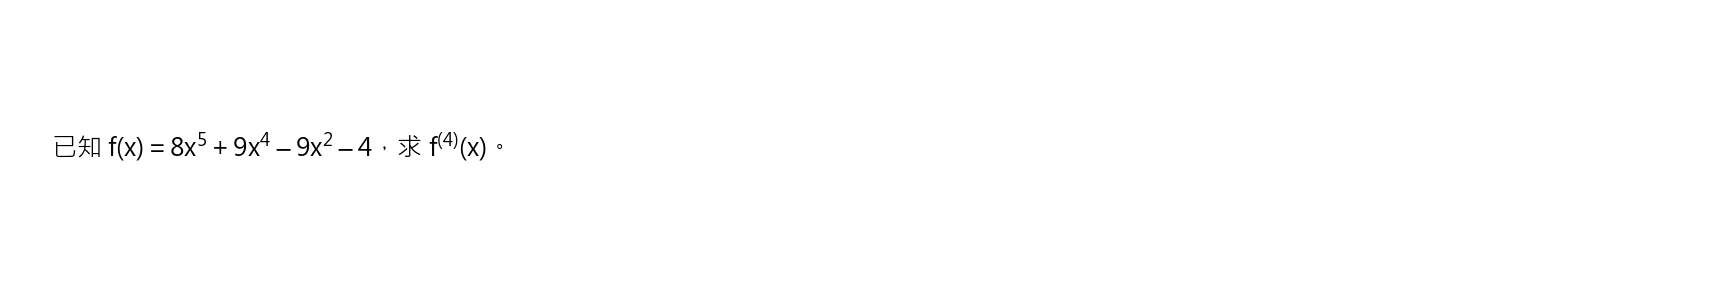 已知 f(x) = 8x⁵ + 9x⁴ – 9x² – 4，求 f⁽⁴⁾(x)。